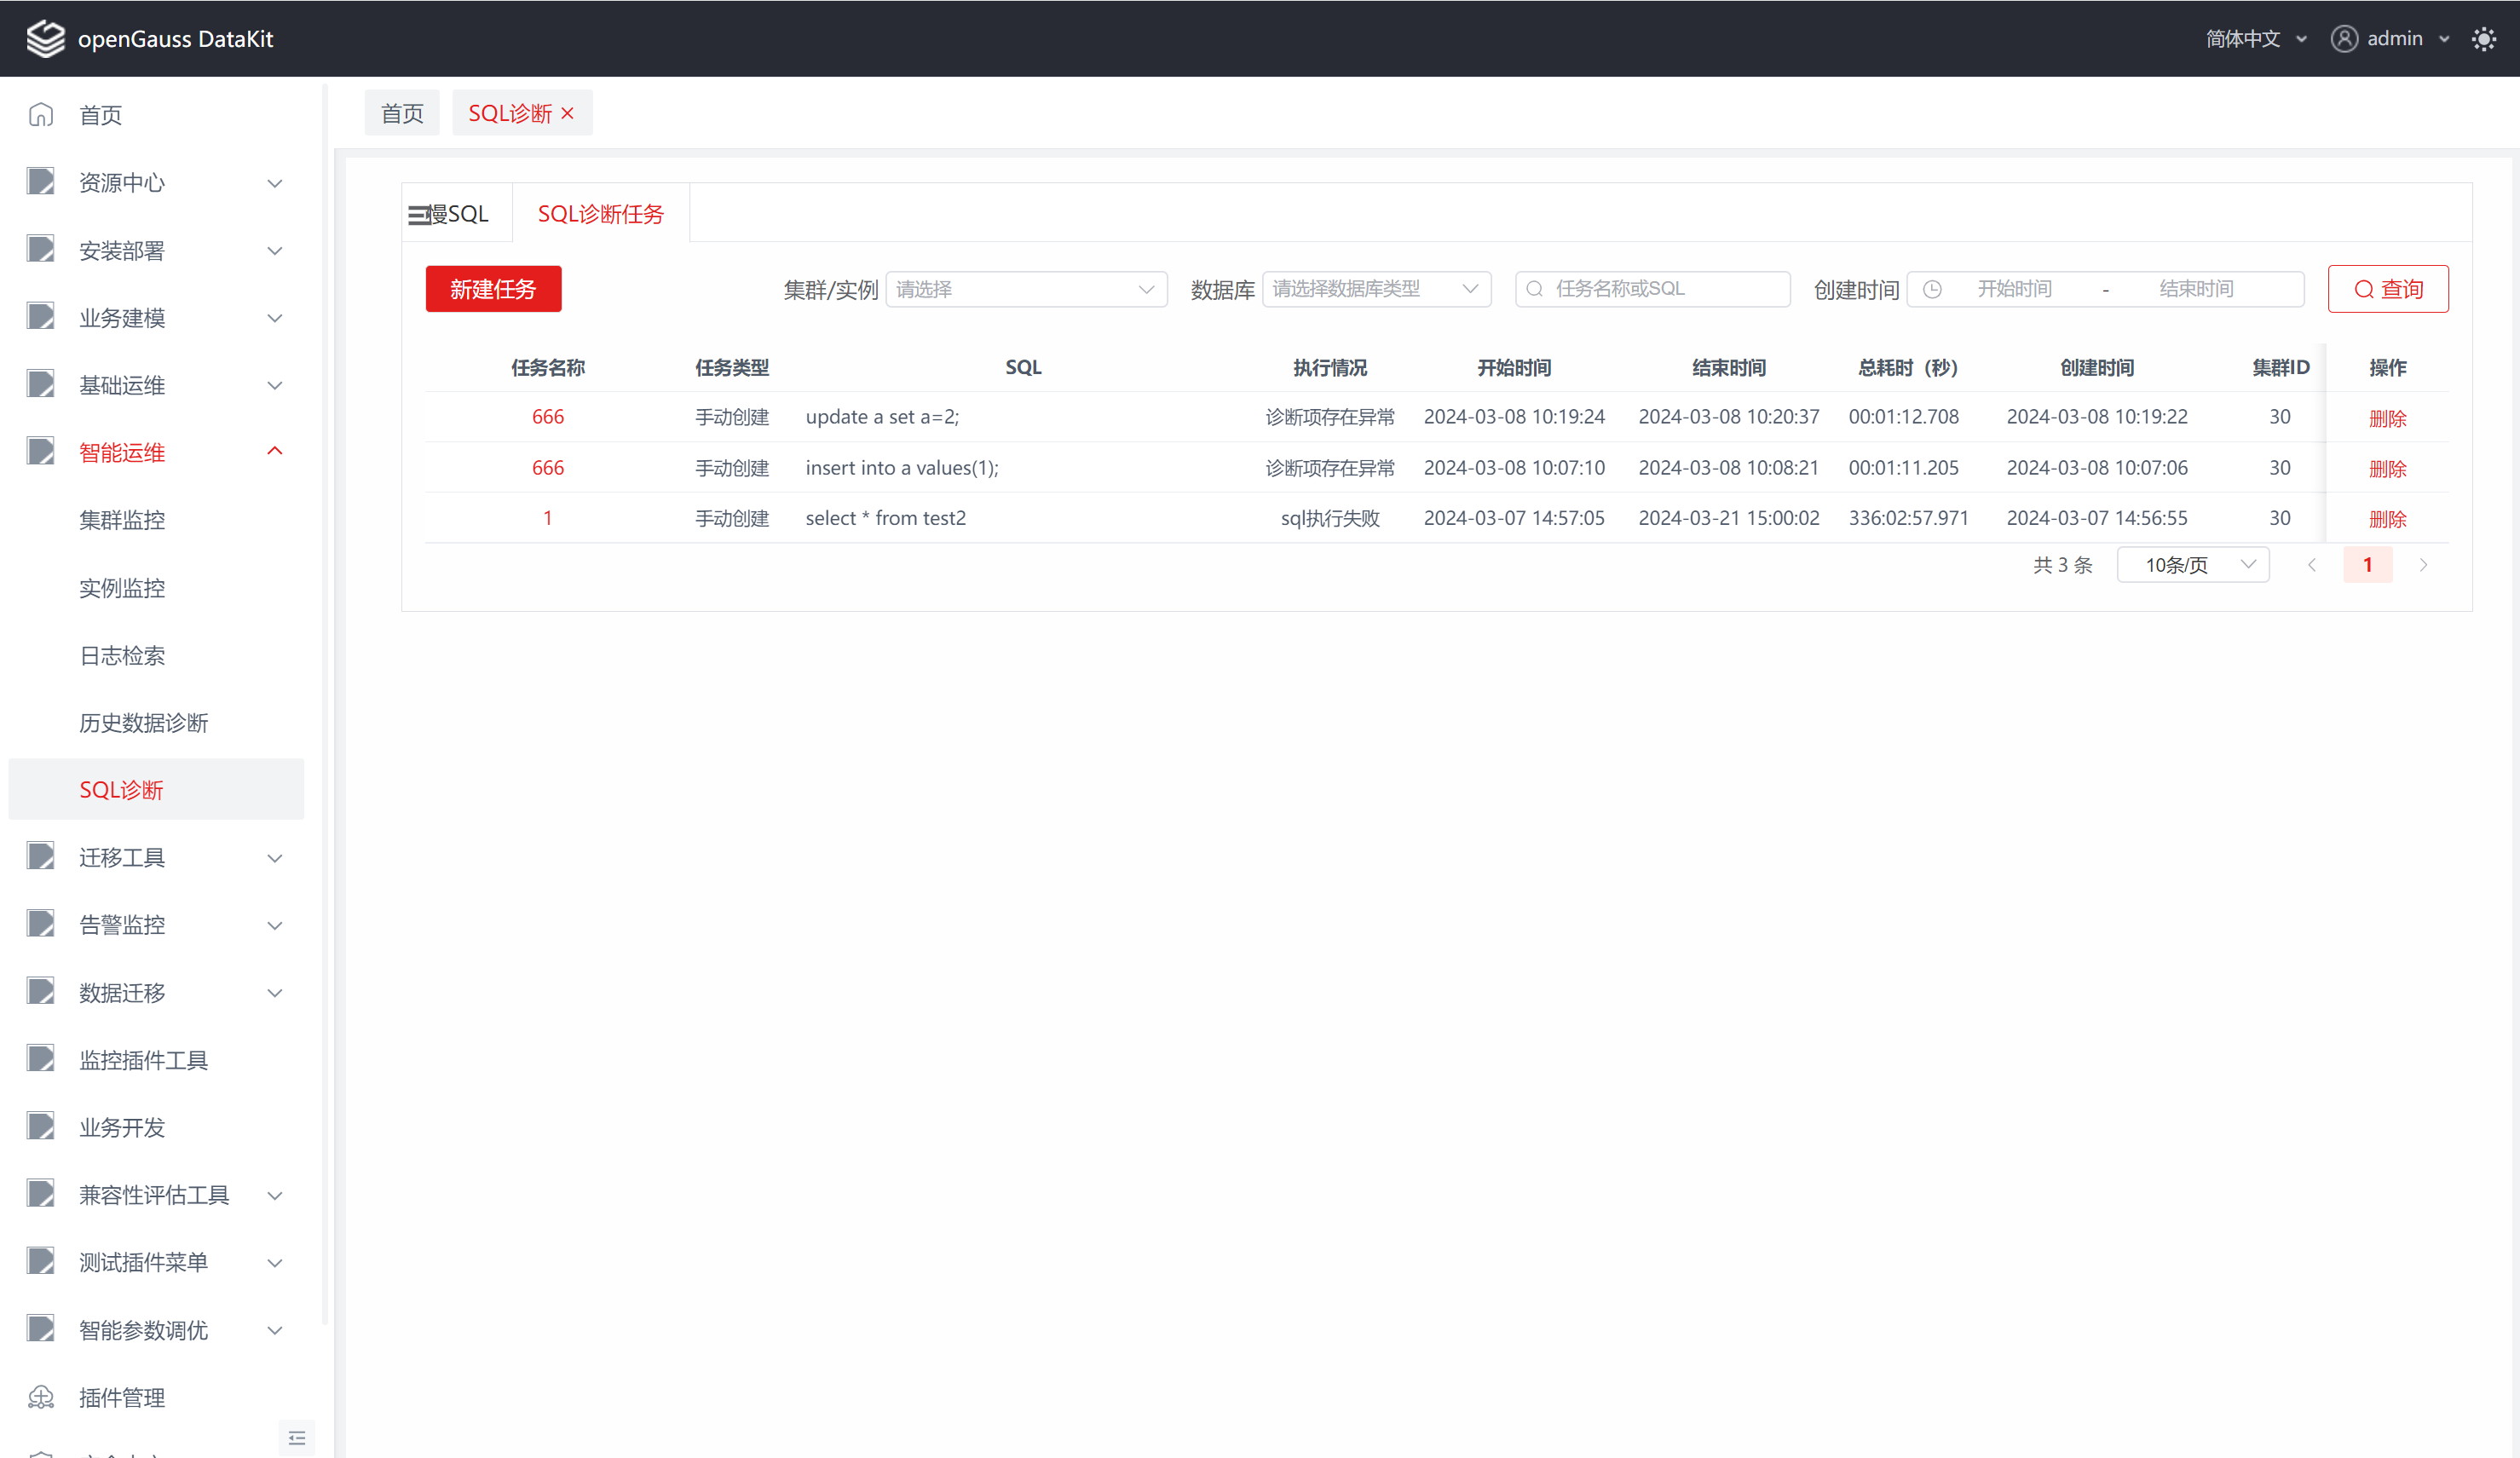 openGauss DataKit
简体中文
admin
首页
资源中心
安装部署
业务建模
基础运维
智能运维
集群监控
实例监控
日志检索
历史数据诊断
SQL诊断
迁移工具
告警监控
数据迁移
监控插件工具
业务开发
兼容性评估工具
测试插件菜单
智能参数调优
插件管理
首页 SQL诊断
慢SQL SQL诊断任务
新建任务 集群/实例 请选择 数据库 请选择数据库类型 任务名称或SQL 创建时间 开始时间 - 结束时间 查询
任务名称 任务类型 SQL 执行情况 开始时间 结束时间 总耗时（秒） 创建时间 集群ID 操作
666 手动创建 update a set a=2; 诊断项存在异常 2024-03-08 10:19:24 2024-03-08 10:20:37 00:01:12.708 2024-03-08 10:19:22 30 删除
666 手动创建 insert into a values(1); 诊断项存在异常 2024-03-08 10:07:10 2024-03-08 10:08:21 00:01:11.205 2024-03-08 10:07:06 30 删除
1 手动创建 select * from test2 sql执行失败 2024-03-07 14:57:05 2024-03-21 15:00:02 336:02:57.971 2024-03-07 14:56:55 30 删除
共 3 条 10条/页 1